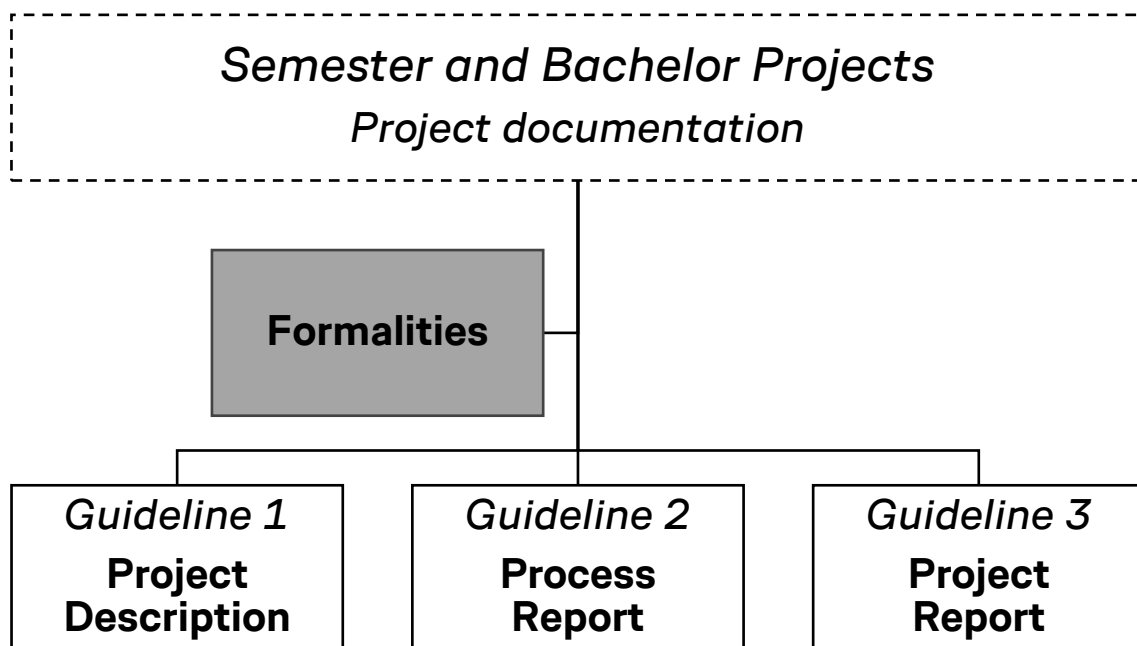 Semester and Bachelor Projects
Project documentation
Formalities
Guideline 1
Project
Description
Guideline 2
Process
Report
Guideline 3
Project
Report